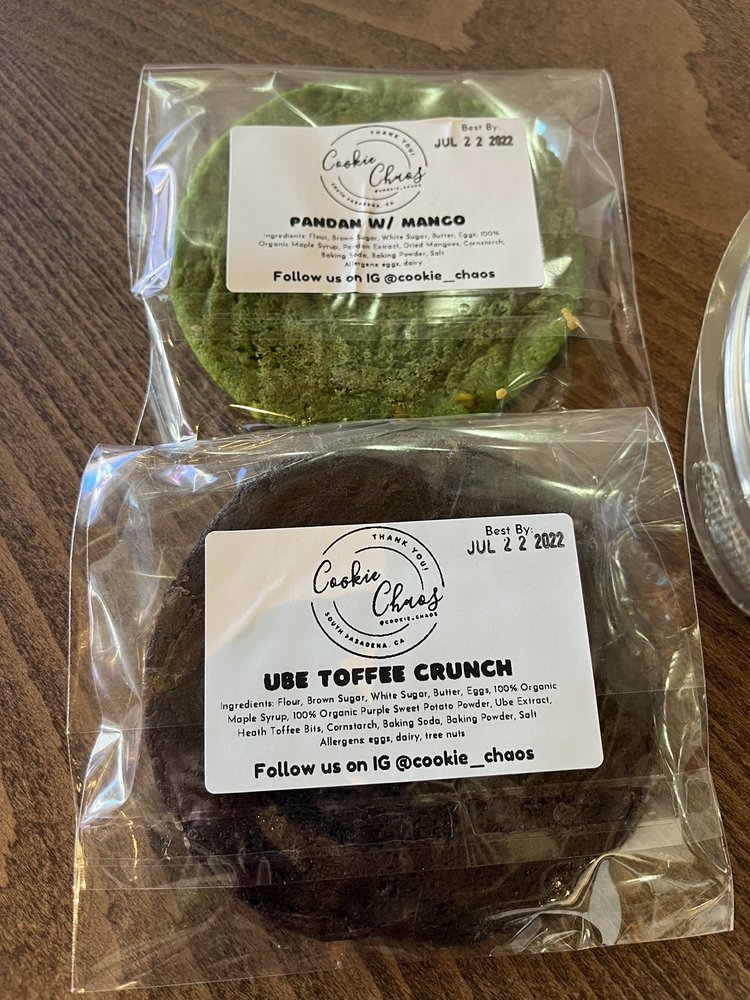 THANK YOU!
Best By:
JUL 2 2 2022
Cookie
Chaos
@COOKIE_CHAOS
SOUTH PASADENA, CA
PANDAN W/ MANGO
Ingredients: Flour, Brown Sugar, White Sugar, Butter, Eggs, 100%
Organic Maple Syrup, Pandan Extract, Dried Mangoes, Cornstarch,
Baking Soda, Baking Powder, Salt
Allergens: eggs, dairy
Follow us on IG @cookie_chaos
THANK YOU!
Best By:
JUL 2 2 2022
Cookie
Chaos
@COOKIE_CHAOS
SOUTH PASADENA, CA
UBE TOFFEE CRUNCH
Ingredients: Flour, Brown Sugar, White Sugar, Butter, Eggs, 100% Organic
Maple Syrup, 100% Organic Purple Sweet Potato Powder, Ube Extract,
Heath Toffee Bits, Cornstarch, Baking Soda, Baking Powder, Salt
Allergens: eggs, dairy, tree nuts
Follow us on IG @cookie_chaos